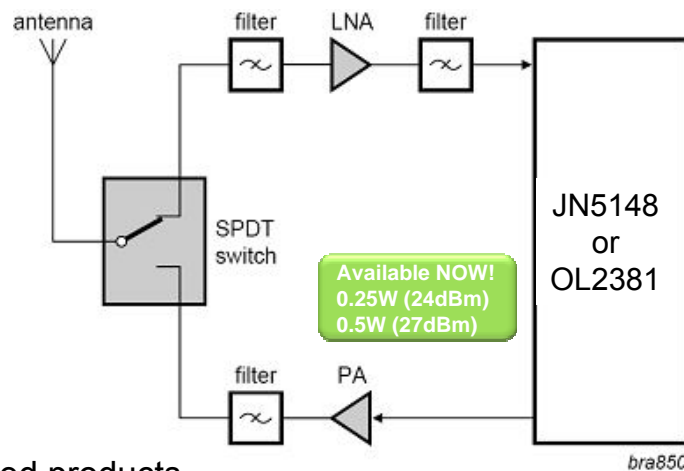 antenna
filter
LNA
filter
SPDT
switch
JN5148
or
OL2381
Available NOW!
0.25W (24dBm)
0.5W (27dBm)
filter
PA
bra850
products